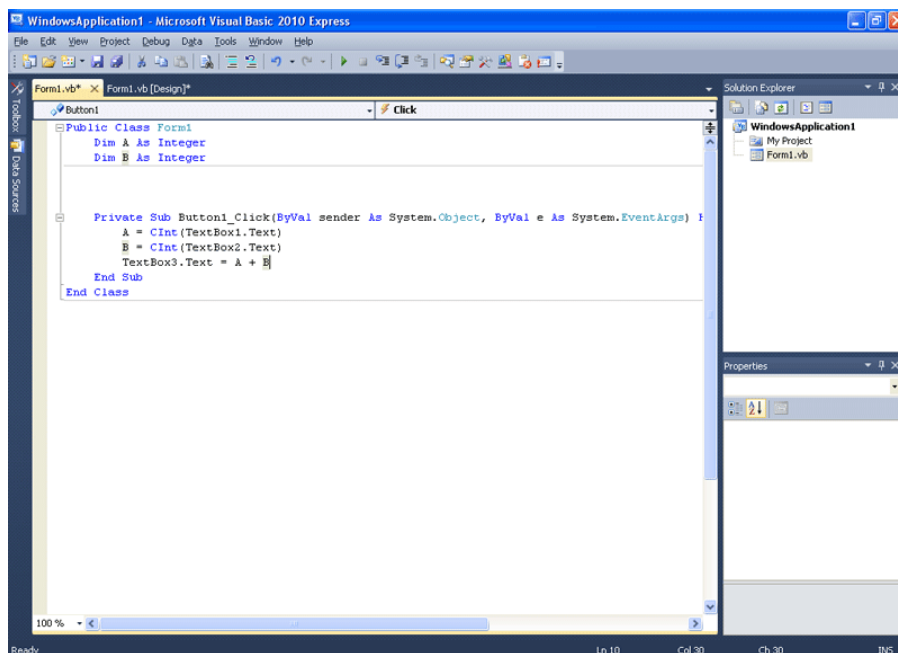 WindowsApplication1 - Microsoft Visual Basic 2010 Express
File Edit View Project Debug Data Tools Window Help
Form1.vb* Form1.vb [Design]*
Button1
Click
Toolbox
Data Sources
Public Class Form1
Dim A As Integer
Dim B As Integer
Private Sub Button1_Click(ByVal sender As System.Object, ByVal e As System.EventArgs) H
A = CInt(TextBox1.Text)
B = CInt(TextBox2.Text)
TextBox3.Text = A + B
End Sub
End Class
100 %
Solution Explorer
WindowsApplication1
My Project
Form1.vb
Properties
Ready Ln 10 Col 30 Ch 30 INS